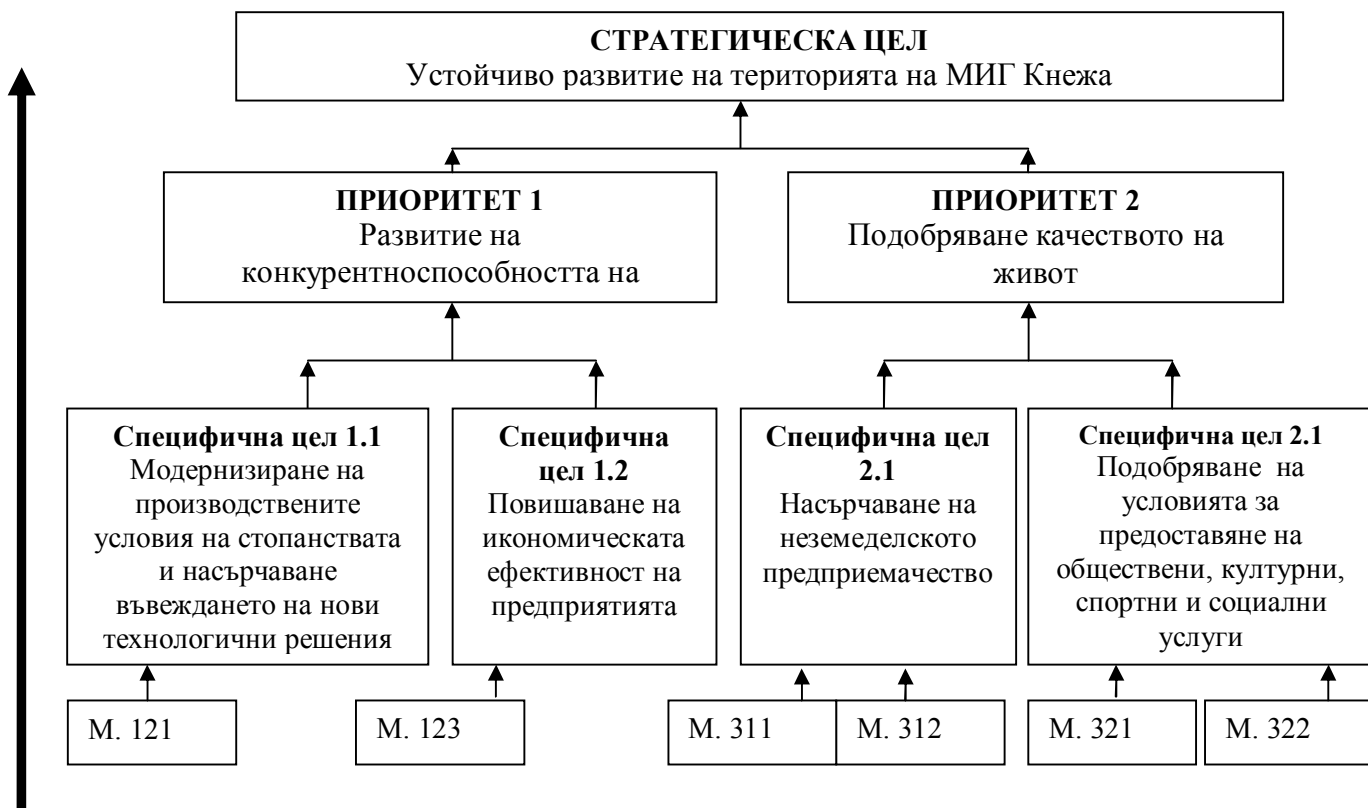 СТРАТЕГИЧЕСКА ЦЕЛ
Устойчиво развитие на територията на МИГ Кнежа
ПРИОРИТЕТ 1
Развитие на
конкурентноспособността на
ПРИОРИТЕТ 2
Подобряване качеството на
живот
Специфична цел 1.1
Модернизиране на
производствените
условия на стопанствата
и насърчаване
въвеждането на нови
технологични решения
Специфична
цел 1.2
Повишаване на
икономическата
ефективност на
предприятията
Специфична цел
2.1
Насърчаване на
неземеделското
предприемачество
Специфична цел 2.1
Подобряване на
условията за
предоставяне на
обществени, културни,
спортни и социални
услуги
М. 121
М. 123
М. 311
М. 312
М. 321
М. 322